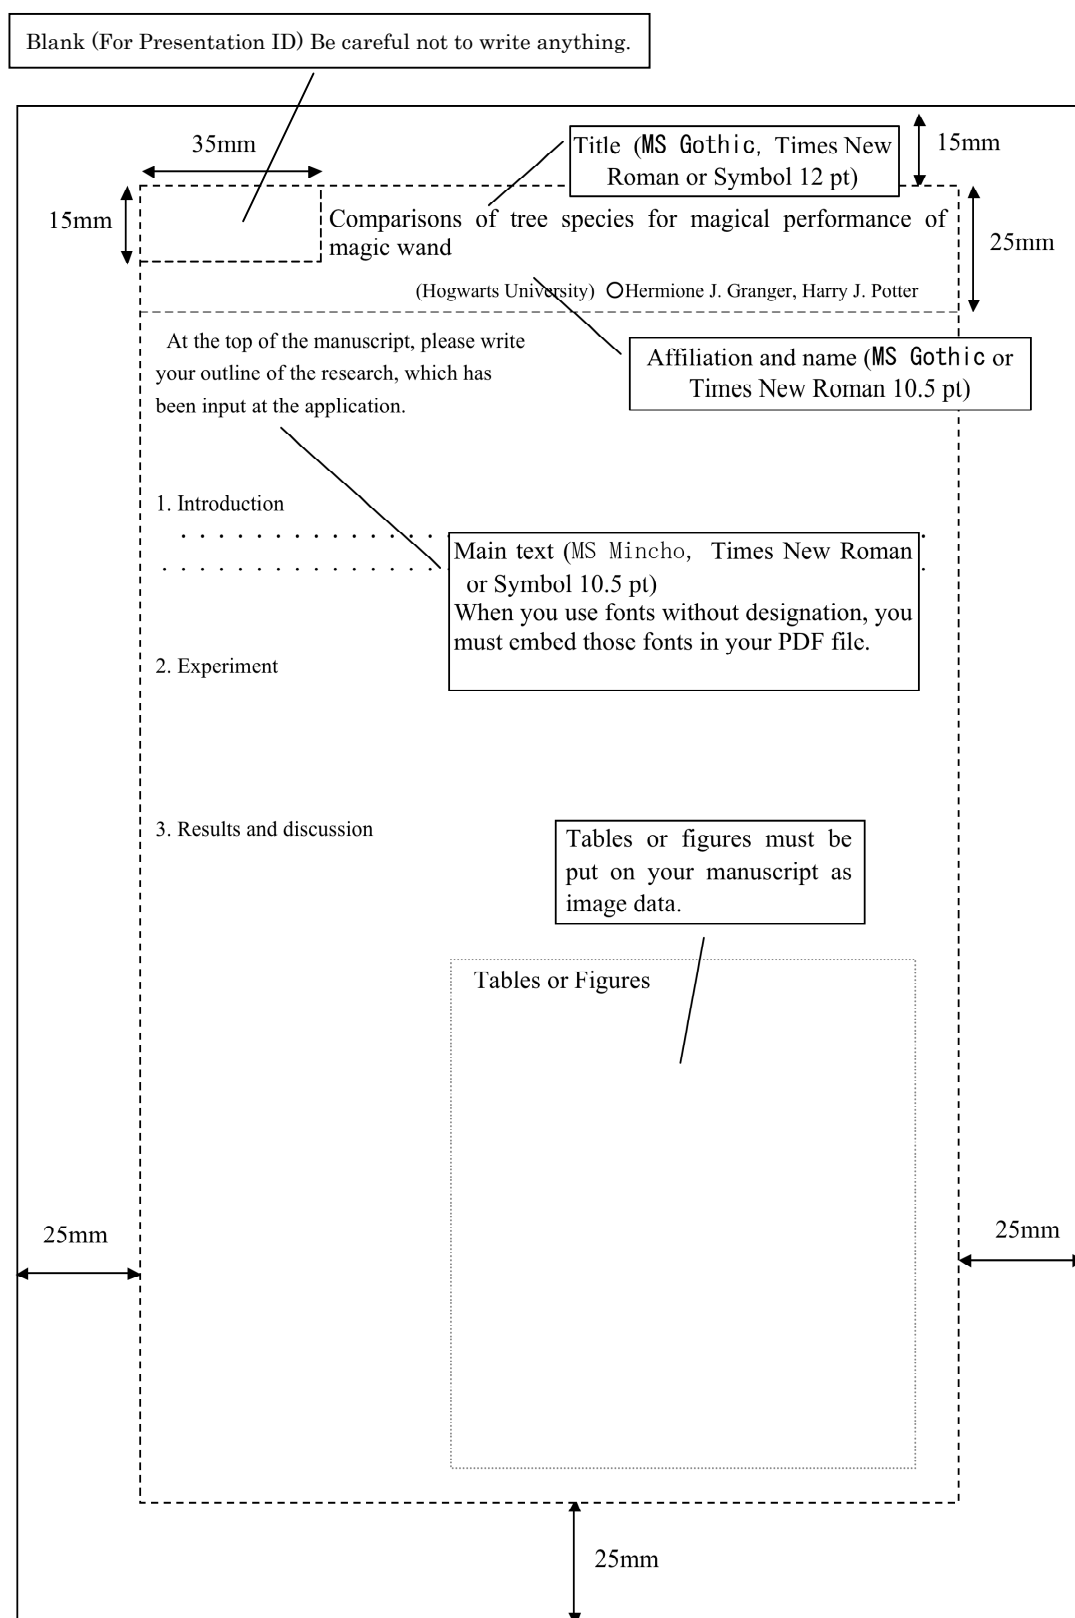 Blank (For Presentation ID) Be careful not to write anything.
35mm
Title (MS Gothic, Times New
Roman or Symbol 12 pt)
15mm
15mm
Comparisons of tree species for magical performance of
magic wand
25mm
(Hogwarts University) ○Hermione J. Granger, Harry J. Potter
At the top of the manuscript, please write
your outline of the research, which has
been input at the application.
Affiliation and name (MS Gothic or
Times New Roman 10.5 pt)
1. Introduction
Main text (MS Mincho, Times New Roman
or Symbol 10.5 pt)
When you use fonts without designation, you
must embed those fonts in your PDF file.
2. Experiment
3. Results and discussion
Tables or figures must be
put on your manuscript as
image data.
Tables or Figures
25mm
25mm
25mm